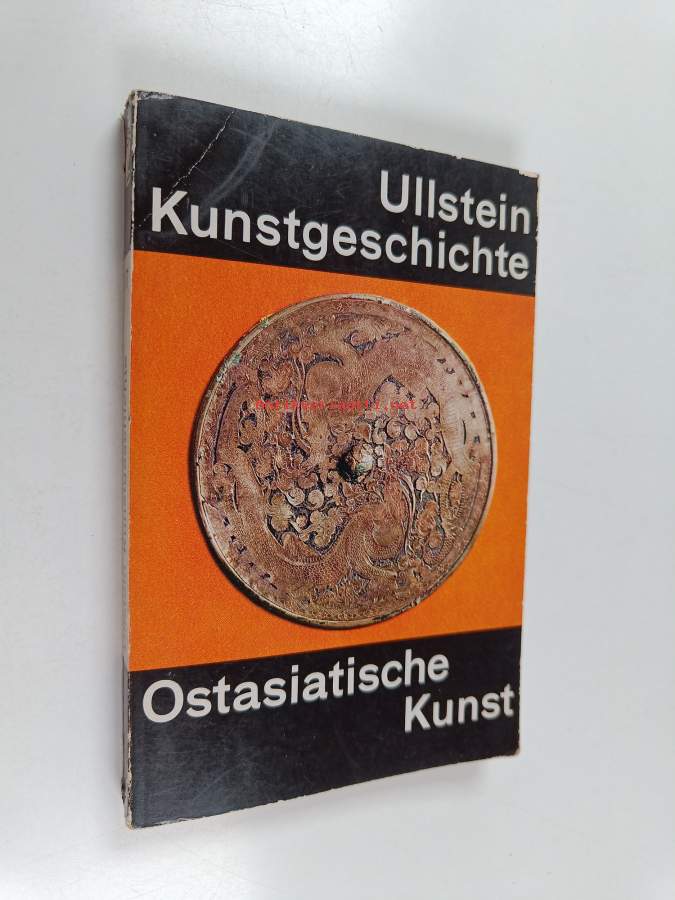 Ullstein
Kunstgeschichte
Ostasiatische
Kunst